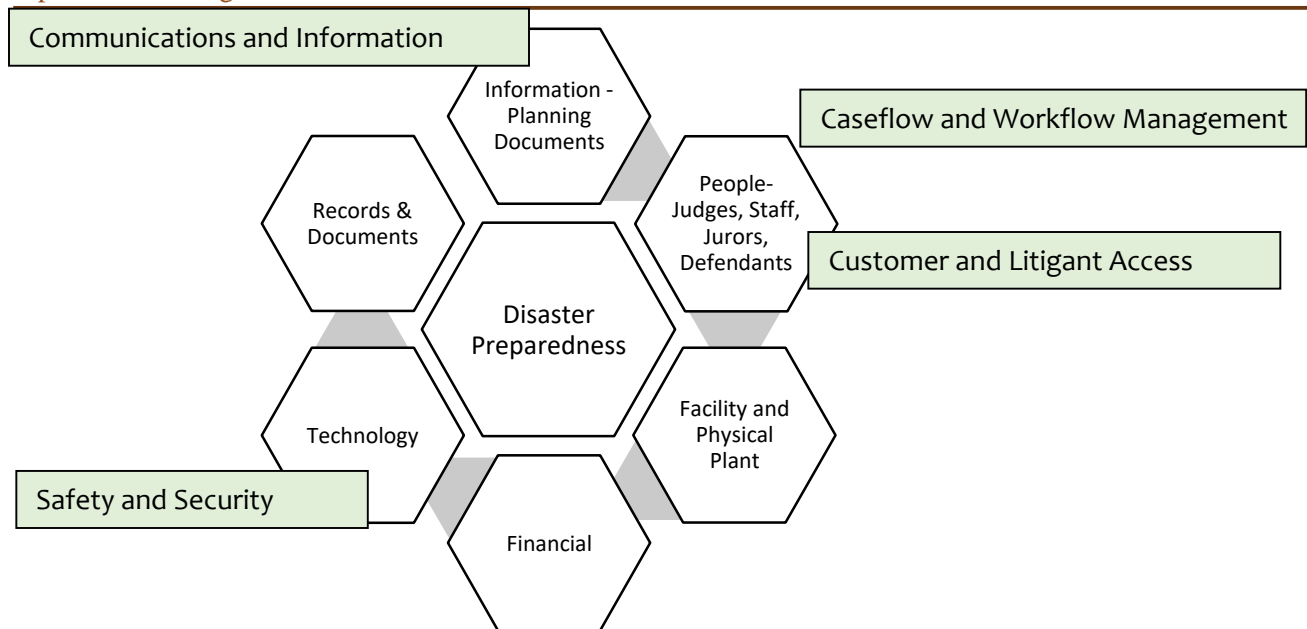 Communications and Information
Information -
Planning
Documents
Caseflow and Workflow Management
People-
Judges, Staff,
Jurors,
Defendants
Records &
Documents
Customer and Litigant Access
Disaster
Preparedness
Facility and
Physical
Plant
Technology
Safety and Security
Financial